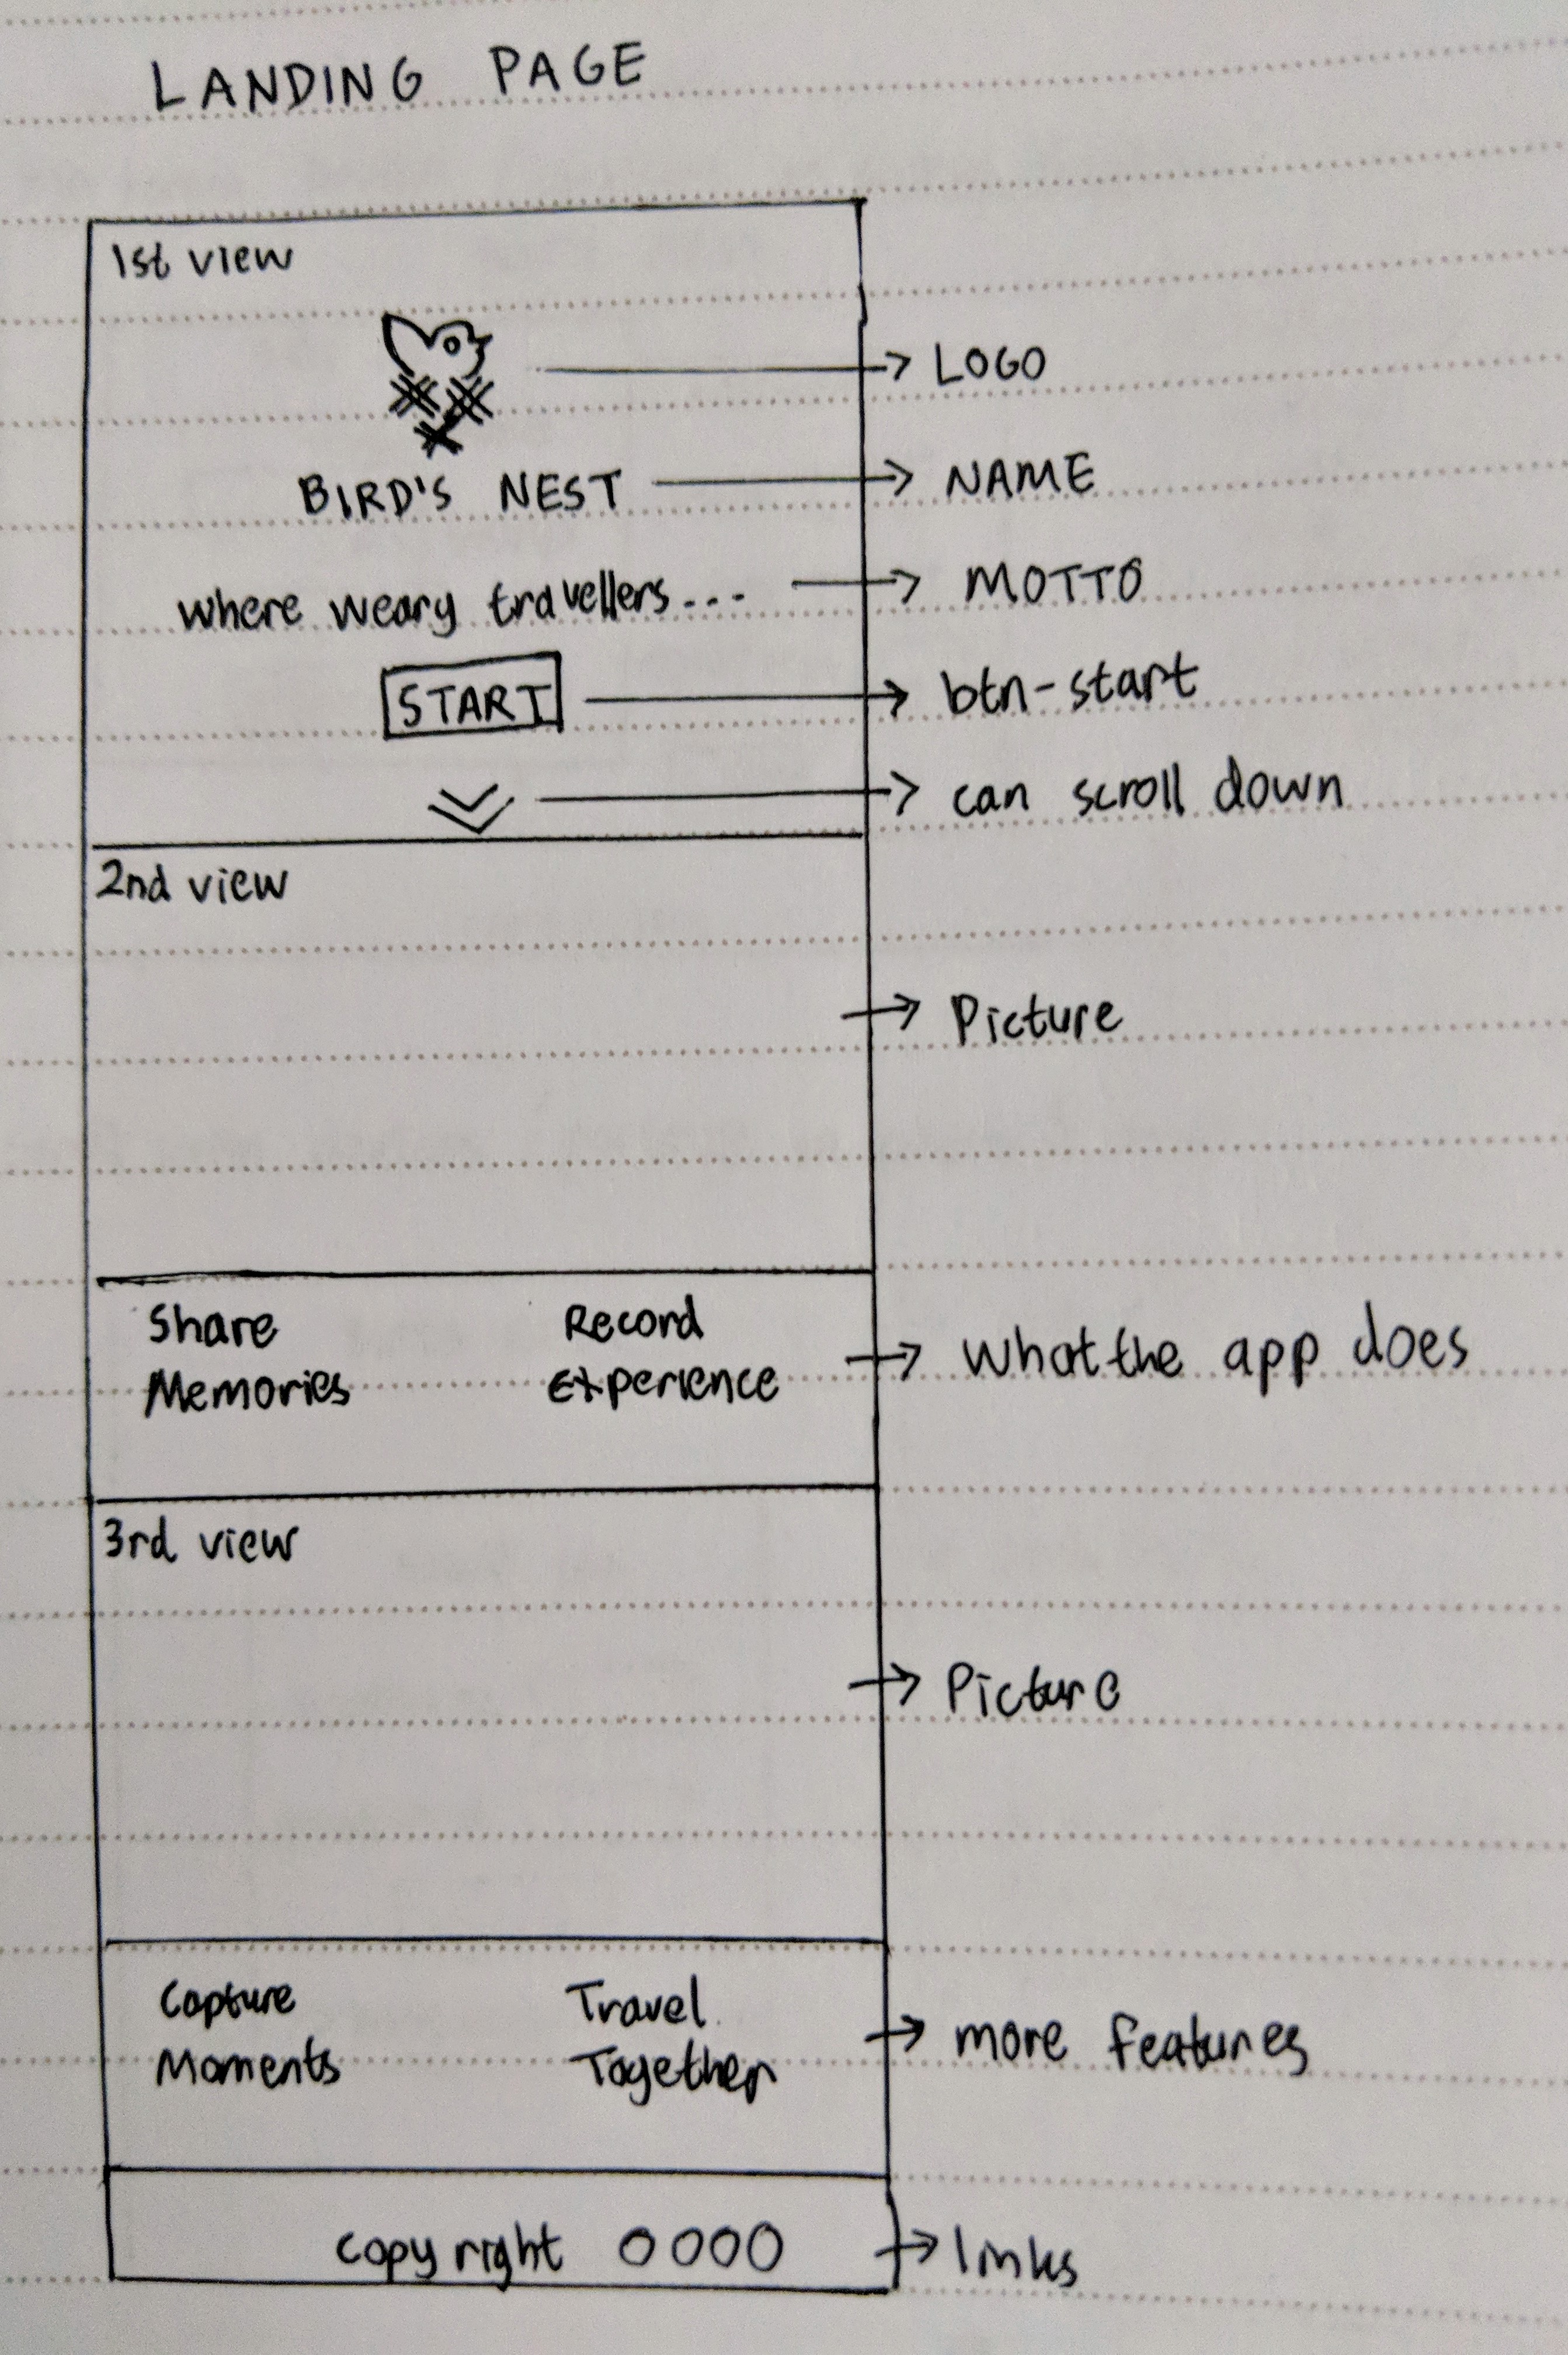 LANDING PAGE
1st view
LOGO
BIRD'S NEST
NAME
where weary travellers...
MOTTO
START
btn-start
can scroll down
2nd view
Picture
Share
Memories
Record
Experience
what the app does
3rd view
Picture
Capture
Moments
Travel
Together
more features
copyright OOOO
links